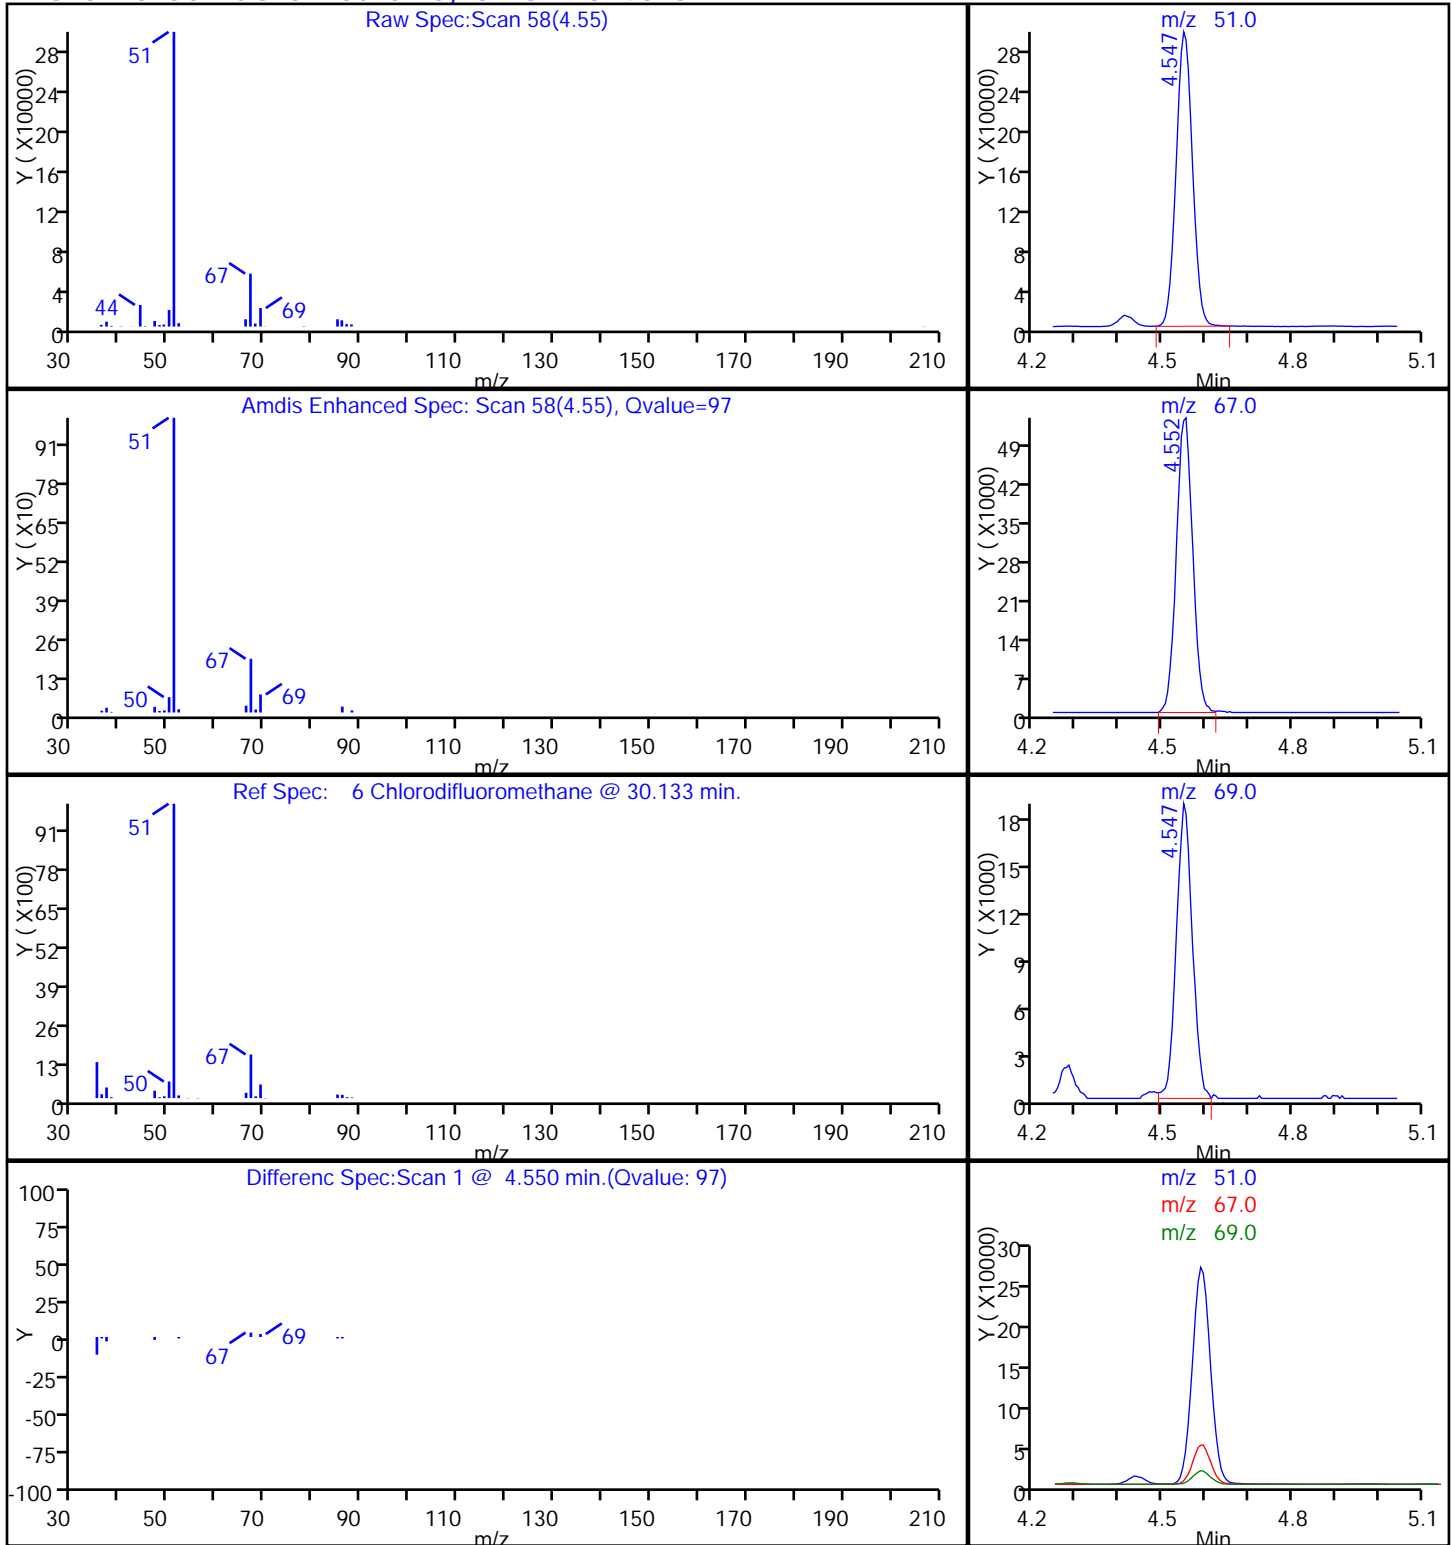 Raw Spec:Scan 58(4.55)
Y ( X10000)
28
24
20
16
12
8
4
0
51
44
67
69
30 50 70 90 110 130 150 170 190 210
m/z
m/z 51.0
Y ( X10000)
28
24
20
16
12
8
4
0
4.547
4.2 4.5 4.8 5.1
Min
Amdis Enhanced Spec: Scan 58(4.55), Qvalue=97
Y ( X10)
91
78
65
52
39
26
13
0
51
50
67
69
30 50 70 90 110 130 150 170 190 210
m/z
m/z 67.0
Y ( X1000)
49
42
35
28
21
14
7
0
4.552
4.2 4.5 4.8 5.1
Min
Ref Spec: 6 Chlorodifluoromethane @ 30.133 min.
Y ( X100)
91
78
65
52
39
26
13
0
51
50
67
30 50 70 90 110 130 150 170 190 210
m/z
m/z 69.0
Y ( X1000)
18
15
12
9
6
3
0
4.547
4.2 4.5 4.8 5.1
Min
Differenc Spec:Scan 1 @ 4.550 min.(Qvalue: 97)
Y
100
75
50
25
0
-25
-50
-75
-100
67
69
30 50 70 90 110 130 150 170 190 210
m/z
m/z 51.0
m/z 67.0
m/z 69.0
Y ( X10000)
30
25
20
15
10
5
0
4.2 4.5 4.8 5.1
Min